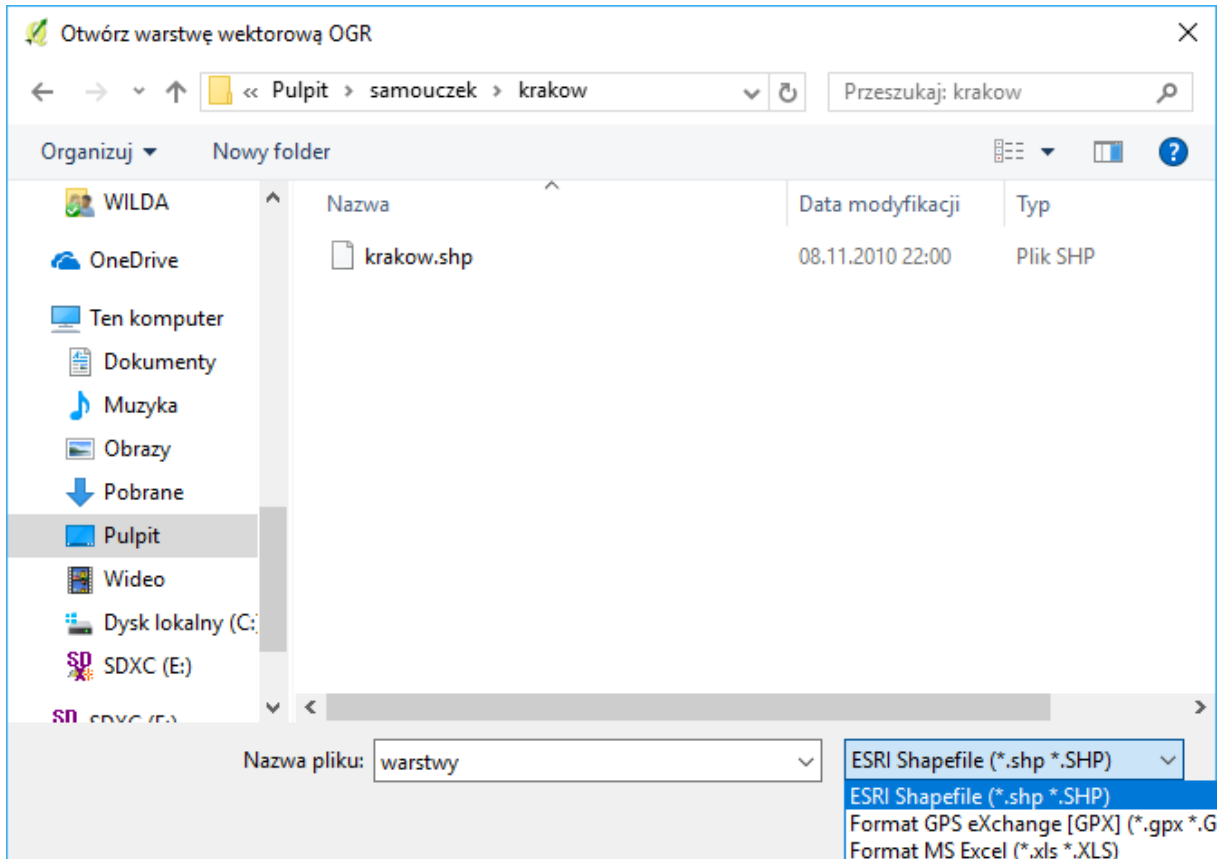 Otwórz warstwę wektorową OGR
« Pulpit › samouczek › krakow
Przeszukaj: krakow
Organizuj
Nowy folder
WILDA
OneDrive
Ten komputer
Dokumenty
Muzyka
Obrazy
Pobrane
Pulpit
Wideo
Dysk lokalny (C:
SDXC (E:)
Nazwa Data modyfikacji Typ
krakow.shp 08.11.2010 22:00 Plik SHP
Nazwa pliku: warstwy
ESRI Shapefile (*.shp *.SHP)
ESRI Shapefile (*.shp *.SHP)
Format GPS eXchange [GPX] (*.gpx *.G
Format MS Excel (*.xls *.XLS)